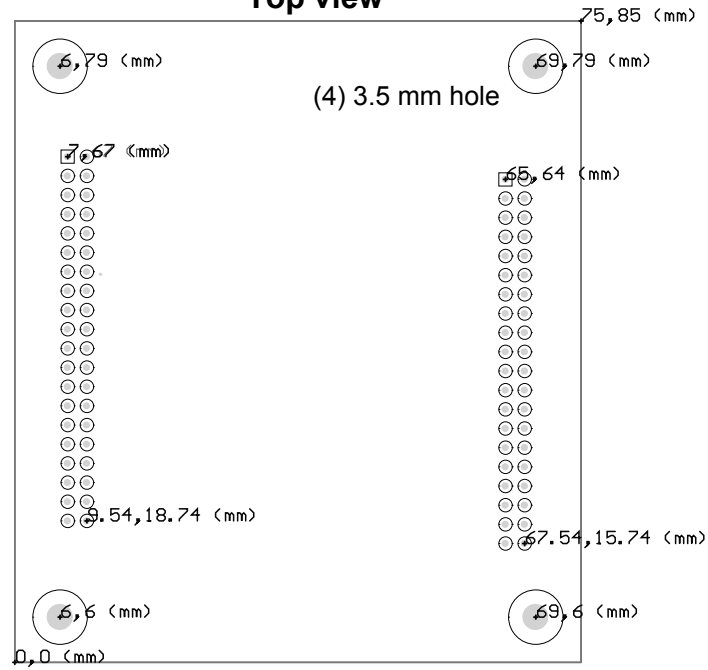 Top View
75,85 (mm)
6,79 (mm)
69,79 (mm)
(4) 3.5 mm hole
7,67 (mm)
65,64 (mm)
9.54,18.74 (mm)
67.54,15.74 (mm)
6,6 (mm)
69,6 (mm)
0,0 (mm)